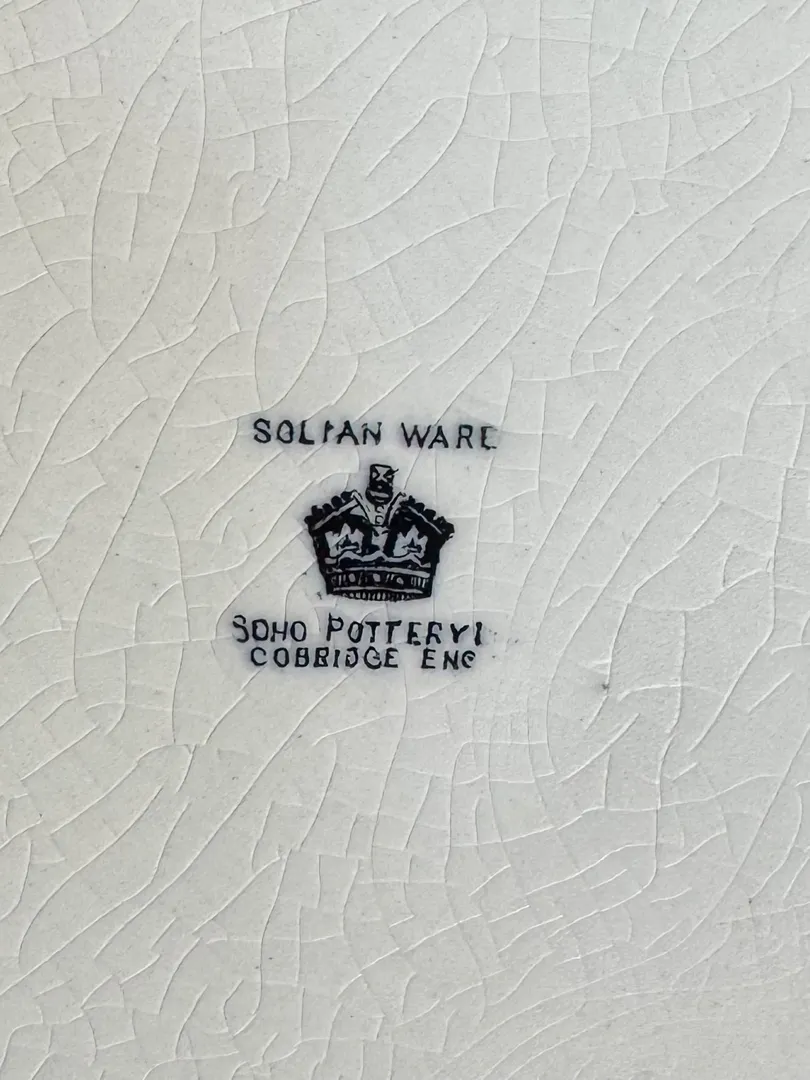 SOLIAN WARE
SOHO POTTERY L
COBRIDGE ENG